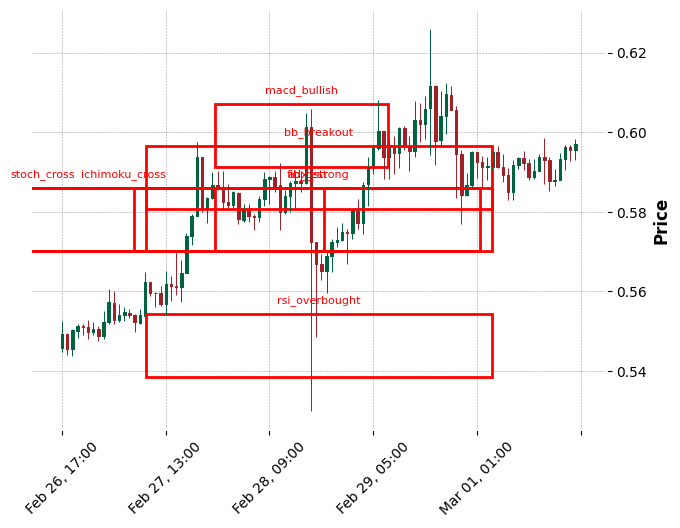 0.62
macd_bullish
0.60
bb_breakout
stoch_cross ichimoku_cross
strong
0.58
Price
0.56
rsi_overbought
0.54
Feb 26, 17:00
Feb 27, 13:00
Feb 28, 09:00
Feb 29, 05:00
Mar 01, 01:00